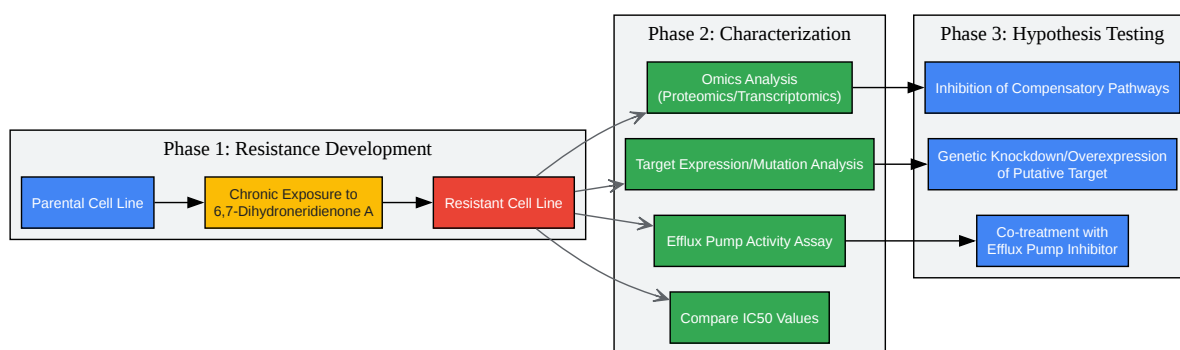 Phase 1: Resistance Development
Parental Cell Line
Chronic Exposure to
6,7-Dihydroneridienone A
Resistant Cell Line
Phase 2: Characterization
Omics Analysis
(Proteomics/Transcriptomics)
Target Expression/Mutation Analysis
Efflux Pump Activity Assay
Compare IC50 Values
Phase 3: Hypothesis Testing
Inhibition of Compensatory Pathways
Genetic Knockdown/Overexpression
of Putative Target
Co-treatment with
Efflux Pump Inhibitor